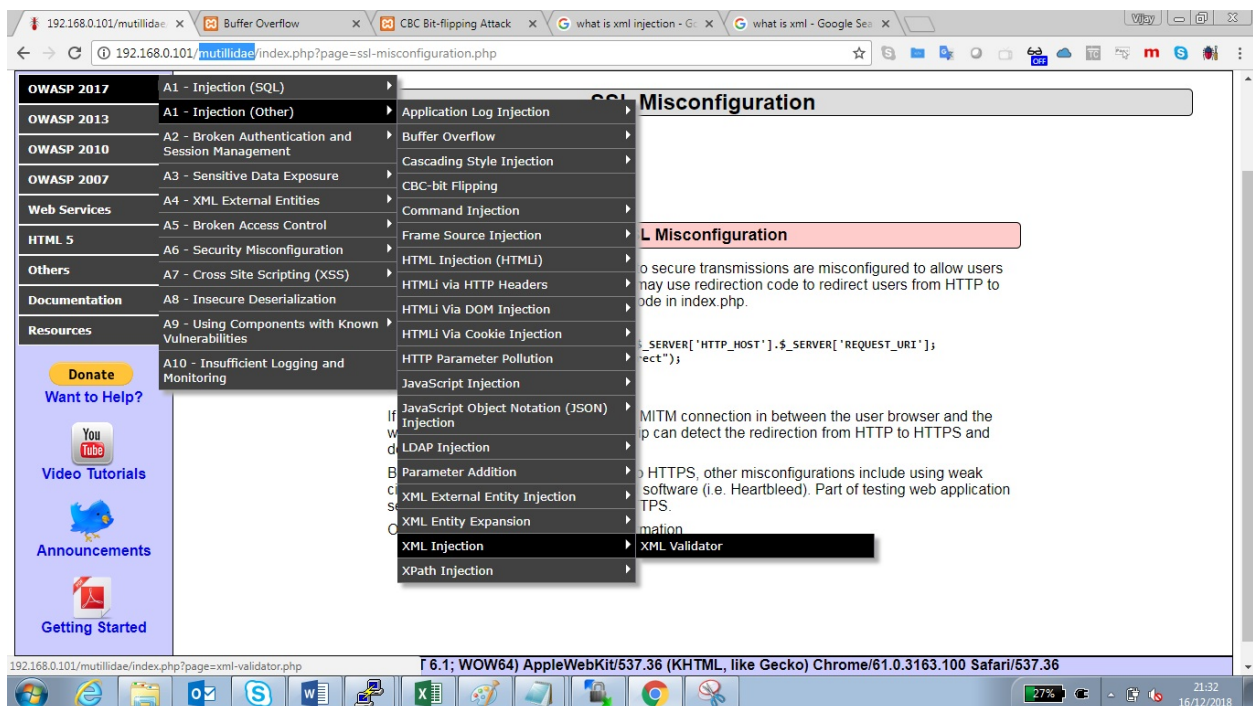 192.168.0.101/mutillidae
Buffer Overflow
CBC Bit-flipping Attack
what is xml injection - Go
what is xml - Google Sea
Vijay
192.168.0.101/mutillidae/index.php?page=ssl-misconfiguration.php
OFF
m
S
OWASP 2017
OWASP 2013
OWASP 2010
OWASP 2007
Web Services
HTML 5
Others
Documentation
Resources
Donate
Want to Help?
You
Tube
Video Tutorials
Announcements
Getting Started
A1 - Injection (SQL)
A1 - Injection (Other)
A2 - Broken Authentication and
Session Management
A3 - Sensitive Data Exposure
A4 - XML External Entities
A5 - Broken Access Control
A6 - Security Misconfiguration
A7 - Cross Site Scripting (XSS)
A8 - Insecure Deserialization
A9 - Using Components with Known
Vulnerabilities
A10 - Insufficient Logging and
Monitoring
Application Log Injection
Buffer Overflow
Cascading Style Injection
CBC-bit Flipping
Command Injection
Frame Source Injection
HTML Injection (HTMLi)
HTMLi via HTTP Headers
HTMLi Via DOM Injection
HTMLi Via Cookie Injection
HTTP Parameter Pollution
JavaScript Injection
JavaScript Object Notation (JSON)
Injection
LDAP Injection
Parameter Addition
XML External Entity Injection
XML Entity Expansion
XML Injection
XPath Injection
XML Validator
SSL Misconfiguration
L Misconfiguration
o secure transmissions are misconfigured to allow users
may use redirection code to redirect users from HTTP to
ode in index.php.
_SERVER['HTTP_HOST'].$_SERVER['REQUEST_URI'];
ect");
If
MITM connection in between the user browser and the
w
ip can detect the redirection from HTTP to HTTPS and
d
B
o HTTPS, other misconfigurations include using weak
ci
software (i.e. Heartbleed). Part of testing web application
s
TPS.
O
mation
192.168.0.101/mutillidae/index.php?page=xml-validator.php
T 6.1; WOW64) AppleWebKit/537.36 (KHTML, like Gecko) Chrome/61.0.3163.100 Safari/537.36
27%
21:32
16/12/2018